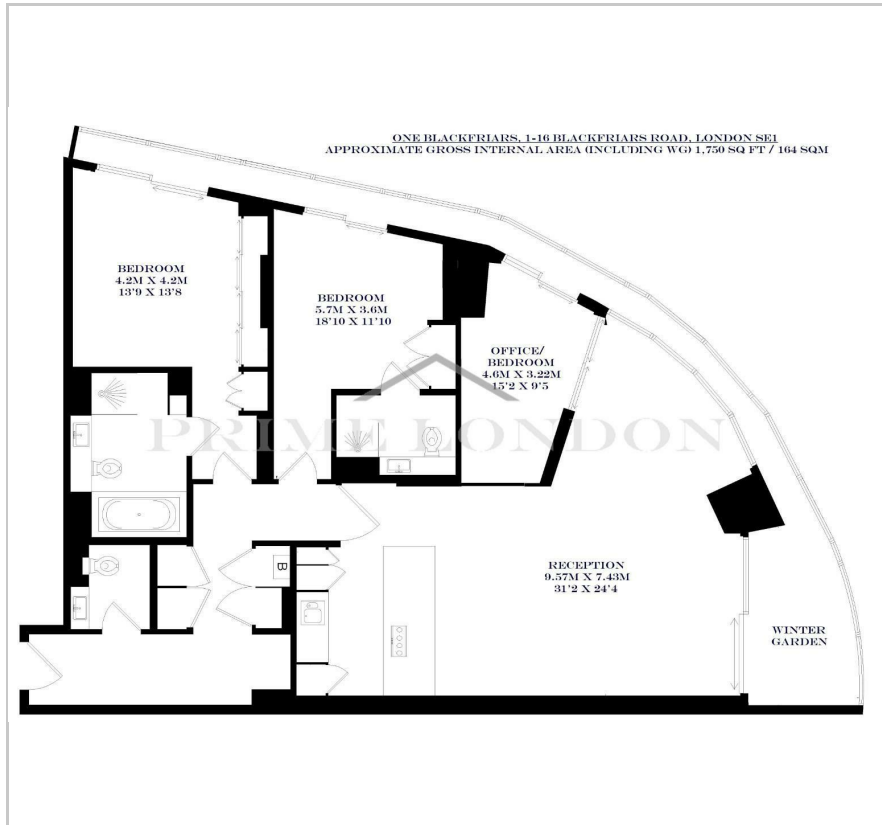 ONE BLACKFRIARS, 1-16 BLACKFRIARS ROAD, LONDON SE1
APPROXIMATE GROSS INTERNAL AREA (INCLUDING WG) 1,750 SQ FT / 164 SQM
BEDROOM
4.2M X 4.2M
13'9 X 13'8
BEDROOM
5.7M X 3.6M
18'10 X 11'10
OFFICE/
BEDROOM
4.6M X 3.22M
15'2 X 9'5
PRIME LONDON
B
RECEPTION
9.57M X 7.43M
31'2 X 24'4
WINTER
GARDEN